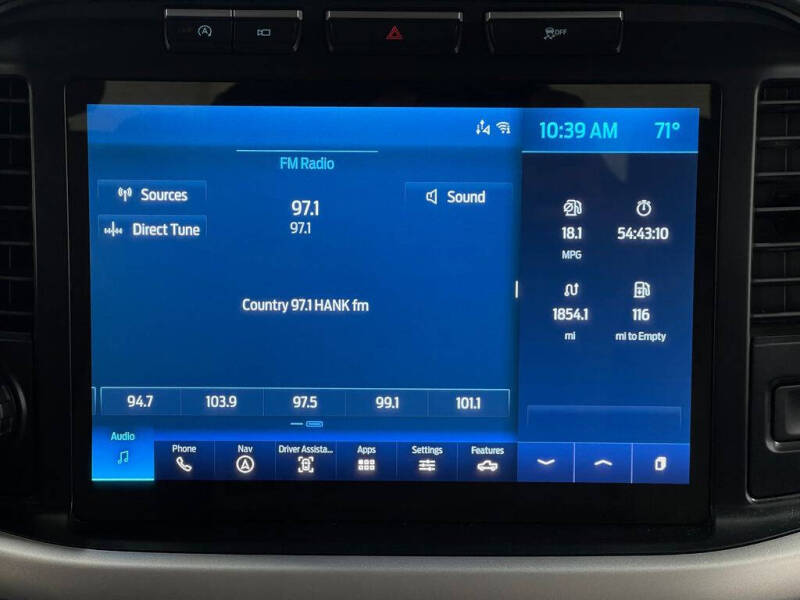 A
OFF
10:39 AM 71°
FM Radio
Sources
97.1
Sound
97.1
Direct Tune
18.1
54:43:10
MPG
Country 97.1 HANK fm
1854.1
116
mi
mi to Empty
94.7 103.9 97.5 99.1 101.1
Audio
Phone
Nav
Driver Assista...
Apps
Settings
Features